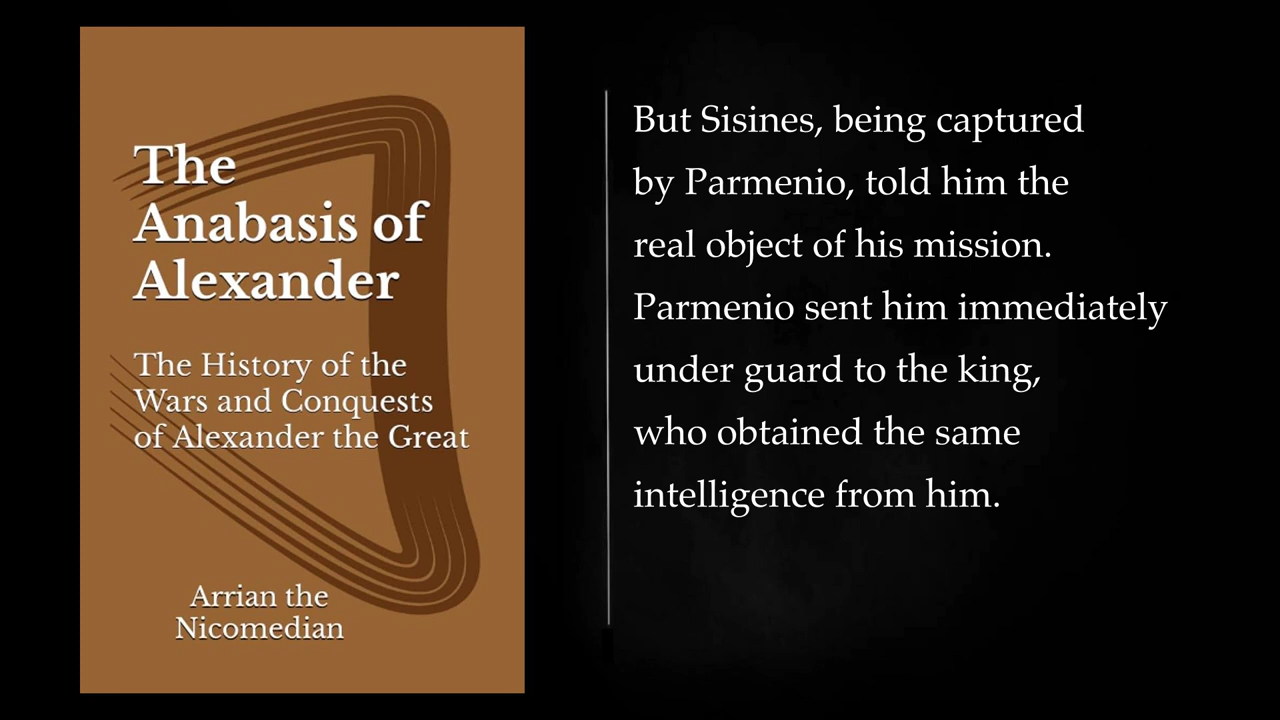 The
Anabasis of
Alexander
The History of the
Wars and Conquests
of Alexander the Great
Arrian the
Nicomedian
But Sisines, being captured
by Parmenio, told him the
real object of his mission.
Parmenio sent him immediately
under guard to the king,
who obtained the same
intelligence from him.